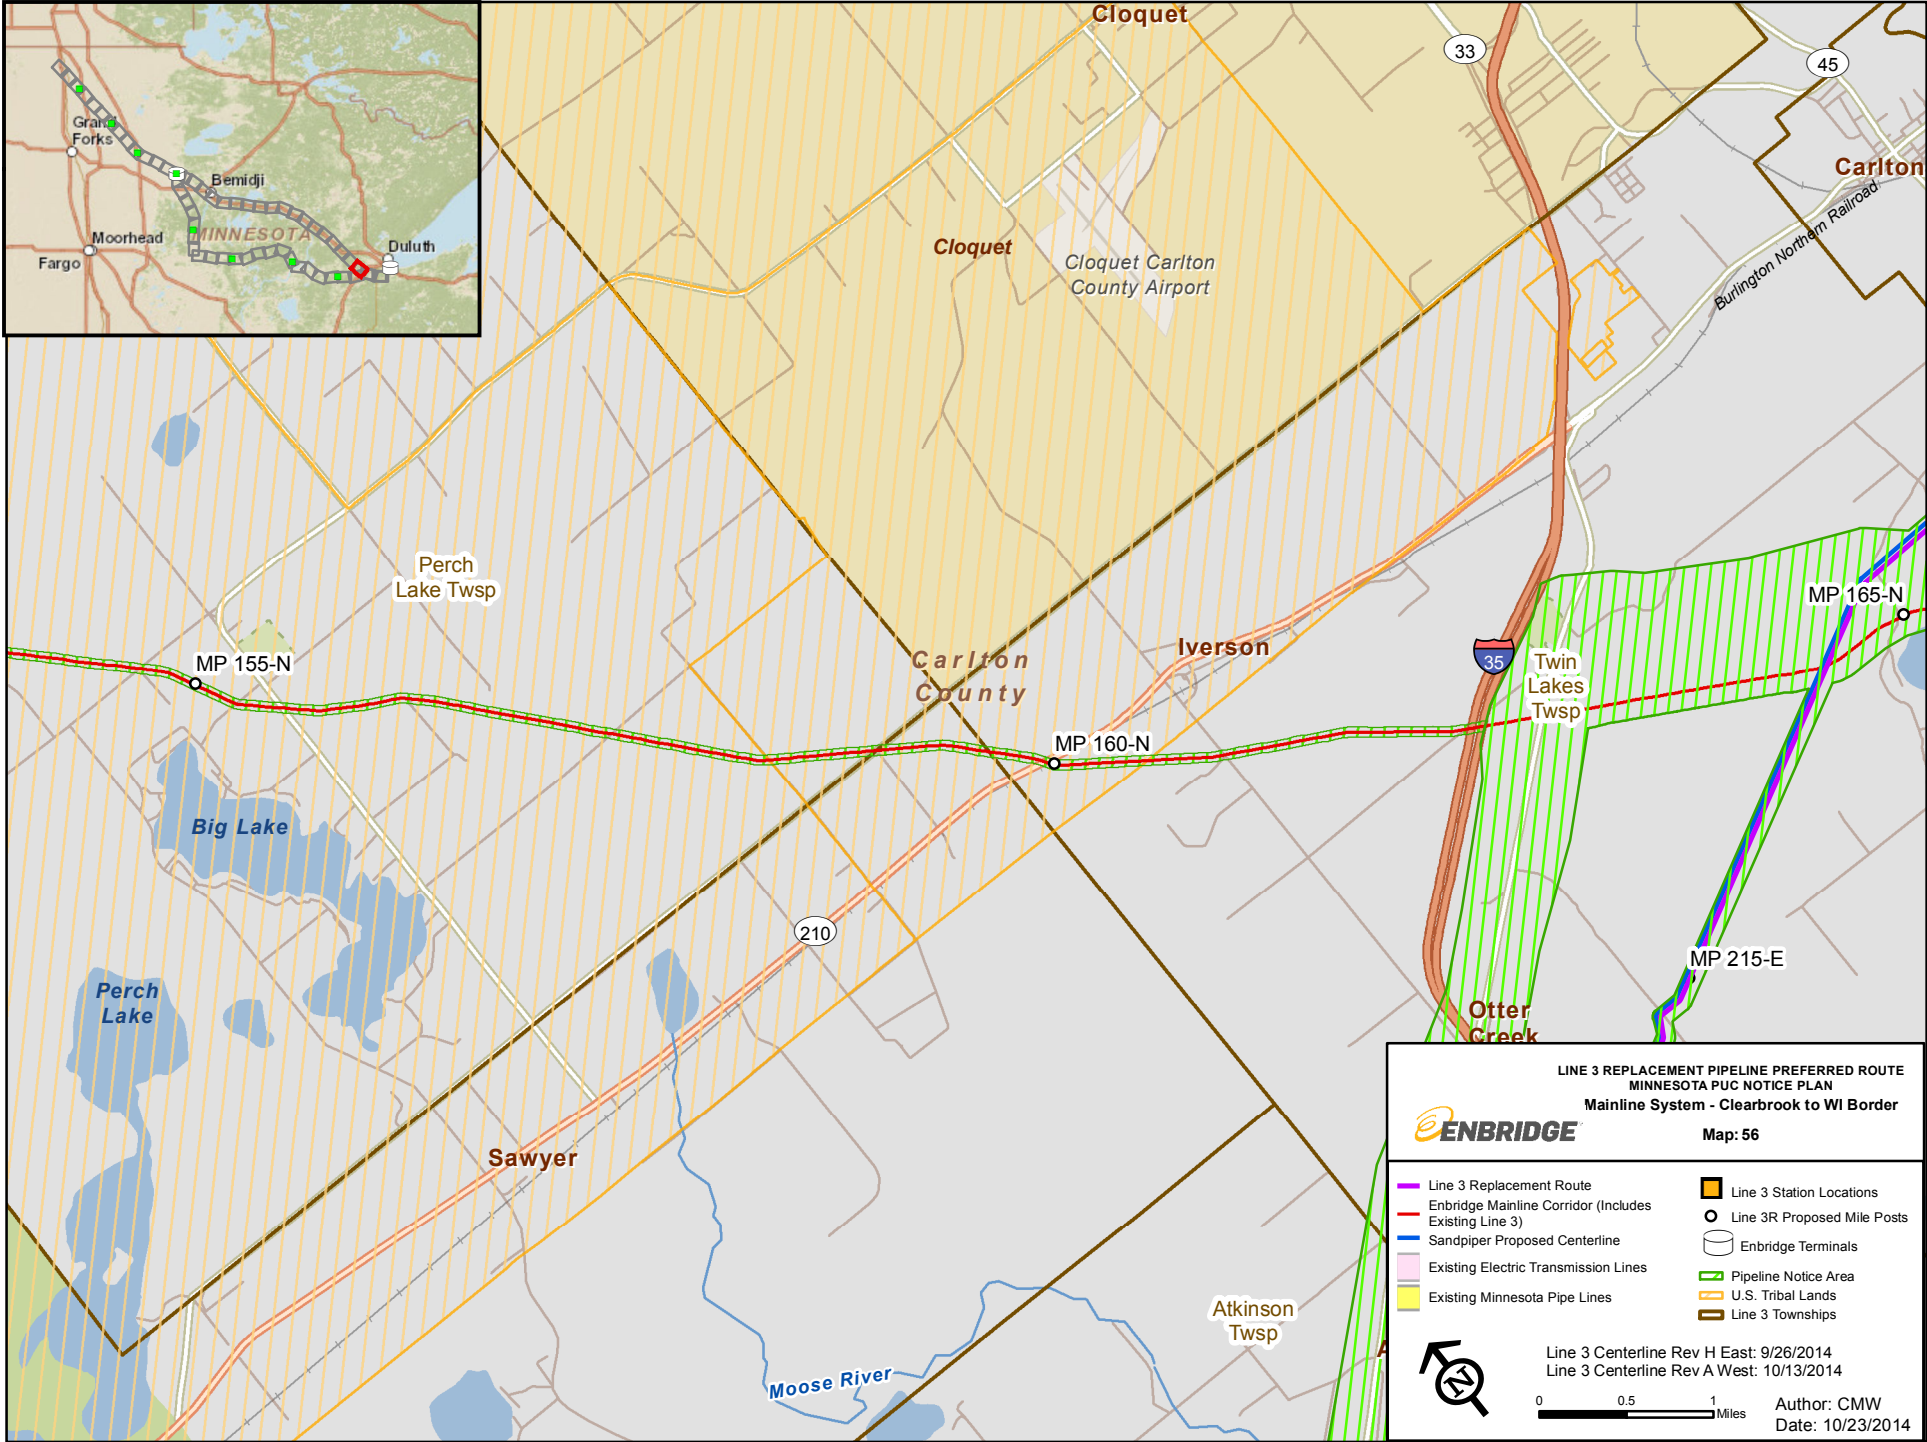 Cloquet
33
45
Carlton
Burlington Northern Railroad
Grand
Forks
Bemidji
MINNESOTA
Moorhead
Fargo
Duluth
Cloquet
Cloquet Carlton
County Airport
Perch
Lake Twsp
MP 155-N
Carlton
County
Iverson
MP 160-N
35
Twin
Lakes
Twsp
MP 165-N
Big Lake
210
MP 215-E
Perch
Lake
Otter
Creek
Sawyer
Moose River
Atkinson
Twsp
A
LINE 3 REPLACEMENT PIPELINE PREFERRED ROUTE
MINNESOTA PUC NOTICE PLAN
Mainline System - Clearbrook to WI Border
ENBRIDGE
Map: 56
Line 3 Replacement Route
Enbridge Mainline Corridor (Includes
Existing Line 3)
Sandpiper Proposed Centerline
Existing Electric Transmission Lines
Existing Minnesota Pipe Lines
Line 3 Station Locations
Line 3R Proposed Mile Posts
Enbridge Terminals
Pipeline Notice Area
U.S. Tribal Lands
Line 3 Townships
N
Line 3 Centerline Rev H East: 9/26/2014
Line 3 Centerline Rev A West: 10/13/2014
0 0.5 1
Miles
Author: CMW
Date: 10/23/2014